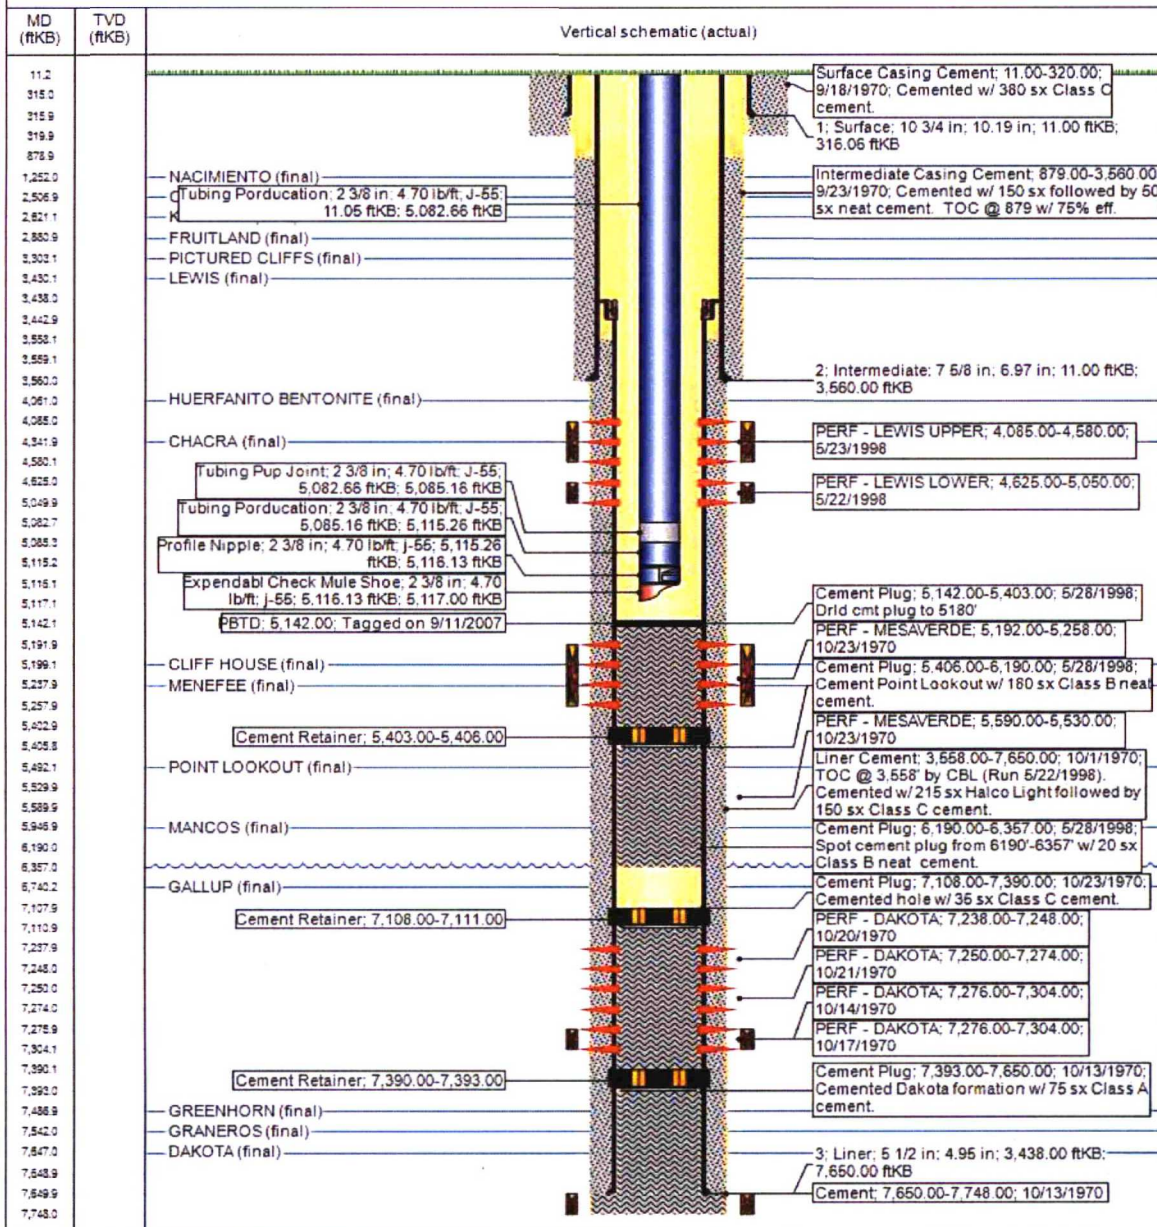 MD (ftKB)
TVD (ftKB)
Vertical schematic (actual)
11.2
315.0
315.9
319.9
878.9
1,252.0
2,506.9
2,621.1
2,880.9
3,303.1
3,430.1
3,438.0
3,442.9
3,558.1
3,559.1
3,560.0
4,061.0
4,085.0
4,341.9
4,580.1
4,625.0
5,049.9
5,082.7
5,085.3
5,115.2
5,116.1
5,117.1
5,142.1
5,191.9
5,199.1
5,257.9
5,402.9
5,405.8
5,492.1
5,529.9
5,589.9
5,946.9
6,190.0
6,357.0
6,740.2
7,107.9
7,110.9
7,237.9
7,248.0
7,250.0
7,274.0
7,275.9
7,304.1
7,390.1
7,393.0
7,486.9
7,542.0
7,649.9
7,748.0
NACIMIENTO (final)
Tubing Porducation; 2 3/8 in; 4.70 lb/ft; J-55;
11.05 ftKB; 5,082.66 ftKB
FRUITLAND (final)
PICTURED CLIFFS (final)
LEWIS (final)
HUERFANITO BENTONITE (final)
CHACRA (final)
Tubing Pup Joint; 2 3/8 in; 4.70 lb/ft; J-55;
5,082.66 ftKB; 5,085.16 ftKB
Tubing Porducation; 2 3/8 in; 4.70 lb/ft; J-55;
5,085.16 ftKB; 5,115.26 ftKB
Profile Nipple; 2 3/8 in; 4.70 lb/ft; j-55; 5,115.26
ftKB; 5,116.13 ftKB
Expendabl Check Mule Shoe; 2 3/8 in; 4.70
lb/ft; j-55; 5,116.13 ftKB; 5,117.00 ftKB
PBTD; 5,142.00; Tagged on 9/11/2007
CLIFF HOUSE (final)
MENEFEE (final)
Cement Retainer; 5,403.00-5,406.00
POINT LOOKOUT (final)
MANCOS (final)
GALLUP (final)
Cement Retainer; 7,108.00-7,111.00
Cement Retainer; 7,390.00-7,393.00
GREENHORN (final)
GRANEROS (final)
DAKOTA (final)
Surface Casing Cement; 11.00-320.00;
9/18/1970; Cemented w/ 380 sx Class C
cement.
1; Surface; 10 3/4 in; 10.19 in; 11.00 ftKB;
316.06 ftKB
Intermediate Casing Cement; 879.00-3,560.00
9/23/1970; Cemented w/ 150 sx followed by 50
sx neat cement. TOC @ 879 w/ 75% eff.
2; Intermediate; 7 5/8 in; 6.97 in; 11.00 ftKB;
3,560.00 ftKB
PERF - LEWIS UPPER; 4,085.00-4,580.00;
5/23/1998
PERF - LEWIS LOWER; 4,625.00-5,050.00;
5/22/1998
Cement Plug; 5,142.00-5,403.00; 5/28/1998;
Drld cmt plug to 5180'
PERF - MESAVERDE; 5,192.00-5,258.00;
10/23/1970
Cement Plug; 5,406.00-6,190.00; 5/28/1998;
Cement Point Lookout w/ 180 sx Class B neat
cement.
PERF - MESAVERDE; 5,590.00-5,530.00;
10/23/1970
Liner Cement; 3,558.00-7,650.00; 10/1/1970;
TOC @ 3,558' by CBL (Run 5/22/1998).
Cemented w/ 215 sx Halco Light followed by
150 sx Class C cement.
Cement Plug; 6,190.00-6,357.00; 5/28/1998;
Spot cement plug from 6190'-6357' w/ 20 sx
Class B neat cement.
Cement Plug; 7,108.00-7,390.00; 10/23/1970;
Cemented hole w/ 35 sx Class C cement.
PERF - DAKOTA; 7,238.00-7,248.00;
10/20/1970
PERF - DAKOTA; 7,250.00-7,274.00;
10/21/1970
PERF - DAKOTA; 7,276.00-7,304.00;
10/14/1970
PERF - DAKOTA; 7,276.00-7,304.00;
10/17/1970
Cement Plug; 7,393.00-7,650.00; 10/13/1970;
Cemented Dakota formation w/ 75 sx Class A
cement.
3; Liner; 5 1/2 in; 4.95 in; 3,438.00 ftKB;
7,650.00 ftKB
Cement; 7,650.00-7,748.00; 10/13/1970